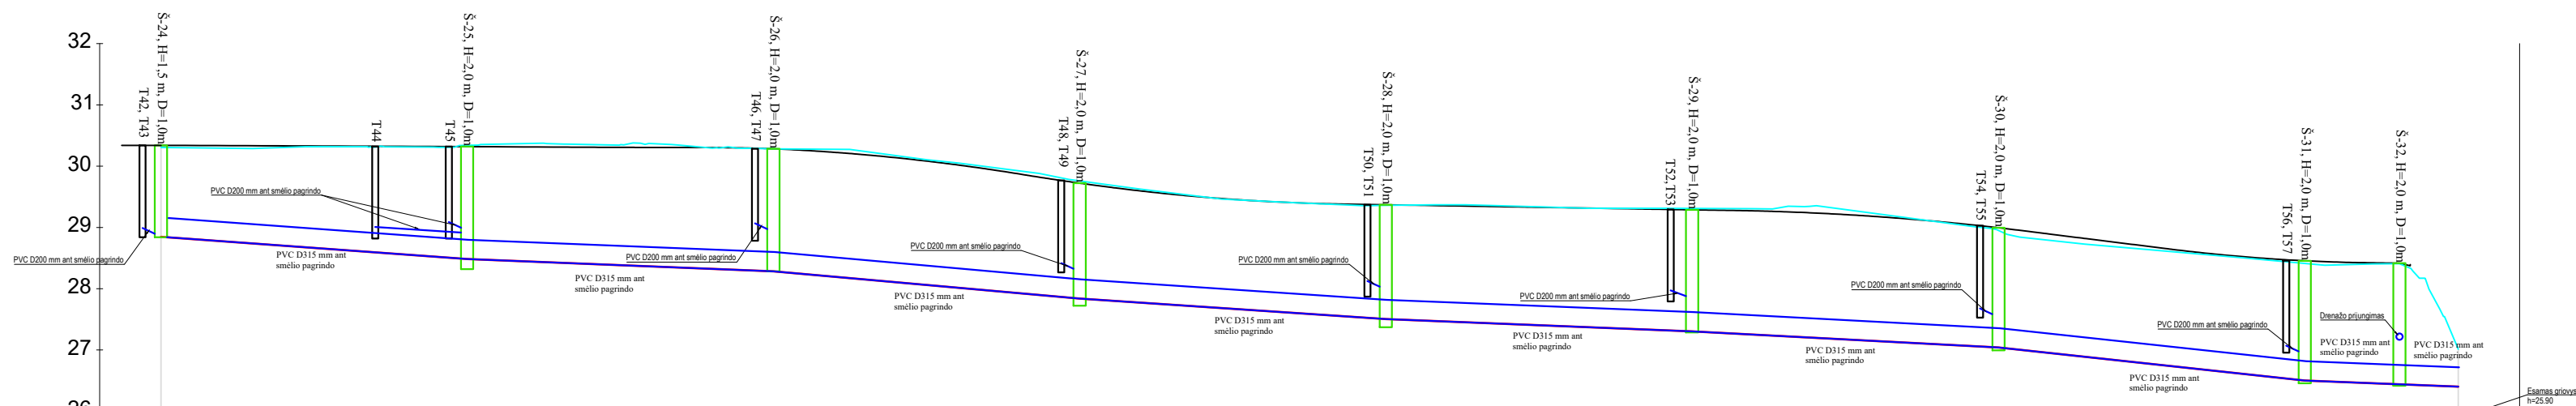 32
31
30
29
28
27
26
T42, T43
Š-24, H=1,5 m, D=1,0m
T44
T45
Š-25, H=2,0 m, D=1,0m
T46, T47
Š-26, H=2,0 m, D=1,0m
T48, T49
Š-27, H=2,0 m, D=1,0m
T50, T51
Š-28, H=2,0 m, D=1,0m
T52,T53
Š-29, H=2,0 m, D=1,0m
T54, T55
Š-30, H=2,0 m, D=1,0m
T56, T57
Š-31, H=2,0 m, D=1,0m
Š-32, H=2,0 m, D=1,0m
PVC D200 mm ant smėlio pagrindo
PVC D200 mm ant smėlio pagrindo
PVC D315 mm ant
smėlio pagrindo
PVC D315 mm ant
smėlio pagrindo
PVC D200 mm ant smėlio pagrindo
PVC D315 mm ant
smėlio pagrindo
PVC D200 mm ant smėlio pagrindo
PVC D315 mm ant
smėlio pagrindo
PVC D200 mm ant smėlio pagrindo
PVC D315 mm ant
smėlio pagrindo
PVC D200 mm ant smėlio pagrindo
PVC D315 mm ant
smėlio pagrindo
PVC D200 mm ant smėlio pagrindo
PVC D315 mm ant
smėlio pagrindo
PVC D200 mm ant smėlio pagrindo
Drenažo prijungimas
PVC D315 mm ant
smėlio pagrindo
PVC D315 mm ant
smėlio pagrindo
Esamas griovys
h=25.90